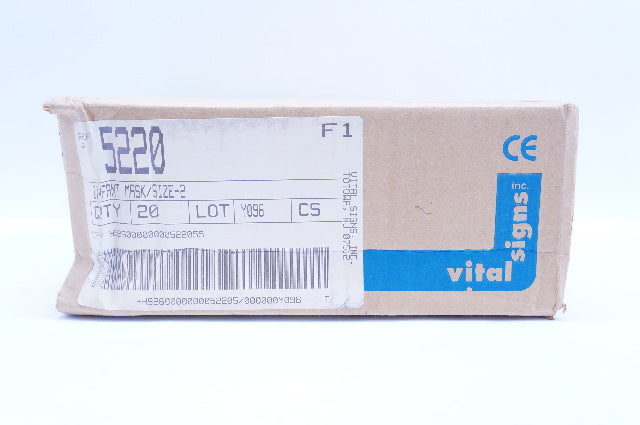 5220
F1
INFANT MASK/SIZE-2
QTY 20 LOT Y096 CS
VITAL SIGNS, INC.
TOTOWA, NJ 07512
CE
vital signs inc.